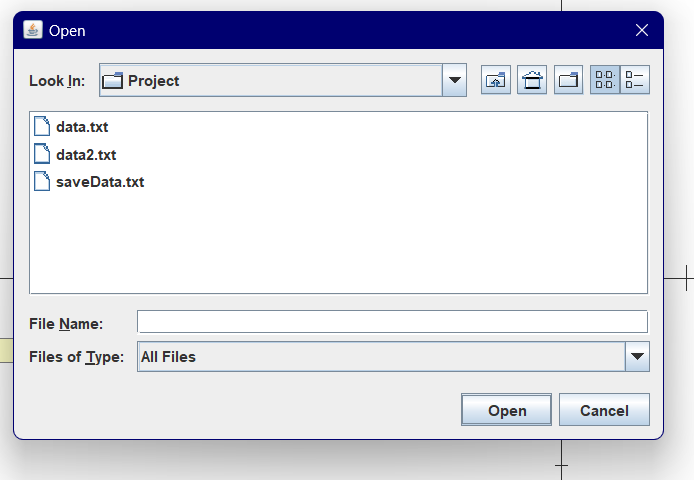 Open
Look In: Project
data.txt
data2.txt
saveData.txt
File Name:
Files of Type: All Files
Open Cancel